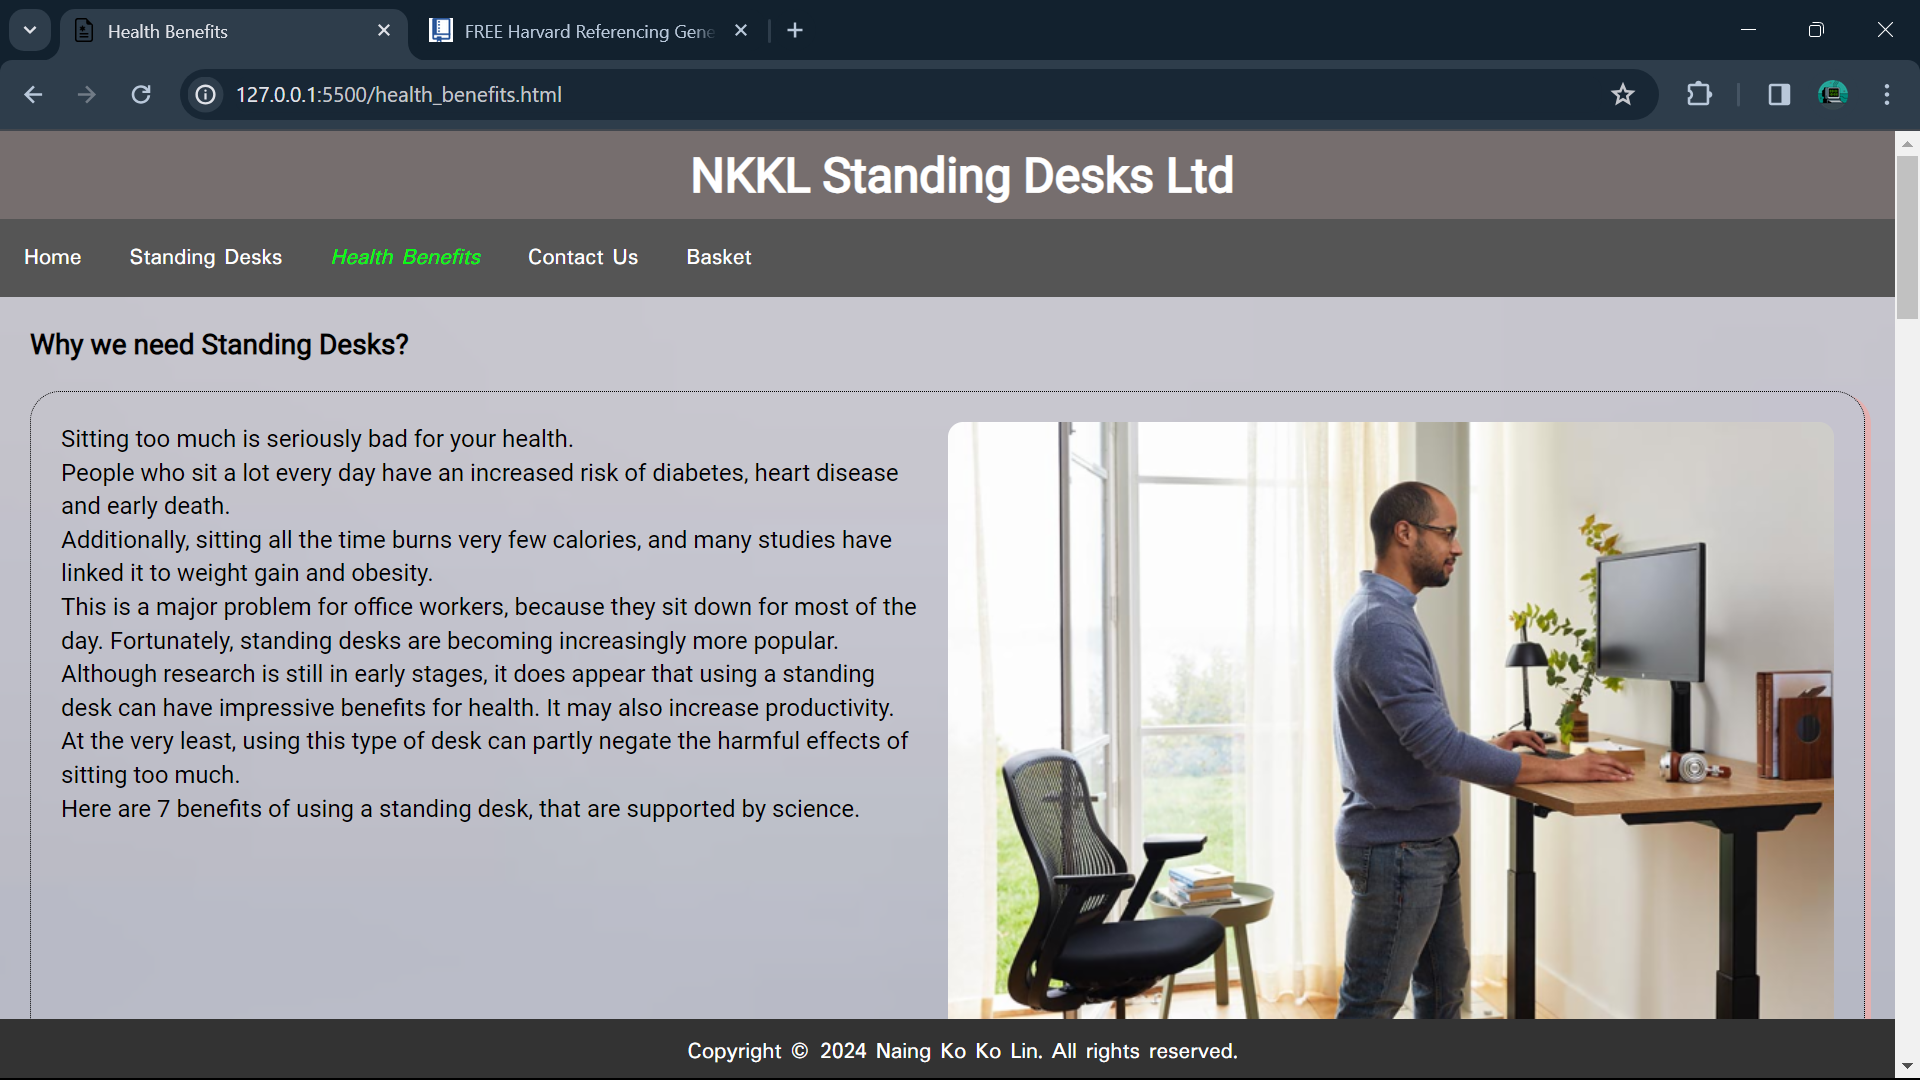 Health Benefits
FREE Harvard Referencing Gene
127.0.0.1:5500/health_benefits.html
NKKL Standing Desks Ltd
Home Standing Desks Health Benefits Contact Us Basket
Why we need Standing Desks?
Sitting too much is seriously bad for your health.
People who sit a lot every day have an increased risk of diabetes, heart disease
and early death.
Additionally, sitting all the time burns very few calories, and many studies have
linked it to weight gain and obesity.
This is a major problem for office workers, because they sit down for most of the
day. Fortunately, standing desks are becoming increasingly more popular.
Although research is still in early stages, it does appear that using a standing
desk can have impressive benefits for health. It may also increase productivity.
At the very least, using this type of desk can partly negate the harmful effects of
sitting too much.
Here are 7 benefits of using a standing desk, that are supported by science.
Copyright © 2024 Naing Ko Ko Lin. All rights reserved.